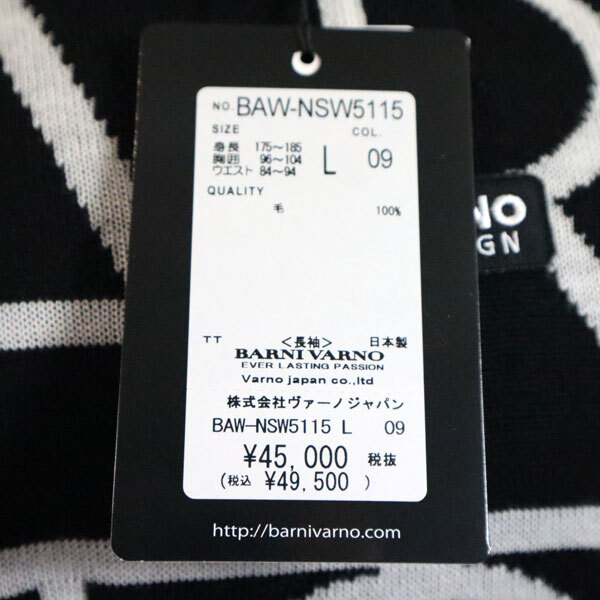 NO. BAW-NSW5115
SIZE COL.
身長 175~185
胸囲 96~104
ウエスト 84~94
L 09
QUALITY
毛 100%
TT <長袖> 日本製
BARNI VARNO
EVER LASTING PASSION
Varno japan co.,ltd
株式会社ヴァーノジャパン
BAW-NSW5115 L 09
¥45,000 税抜
(税込 ¥49,500 )
http://barnivarno.com
NO
GN